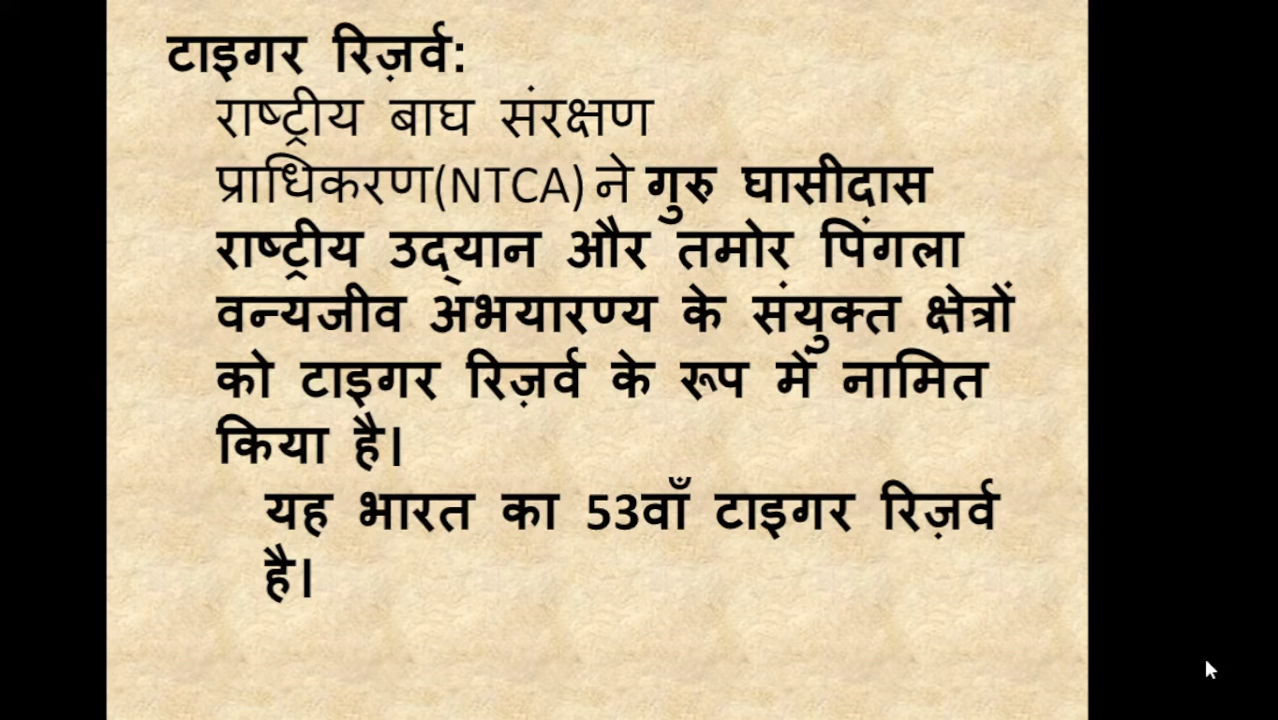 टाइगर रिज़र्व:
राष्ट्रीय बाघ संरक्षण
प्राधिकरण(NTCA) ने गुरु घासीदास
राष्ट्रीय उद्यान और तमोर पिंगला
वन्यजीव अभयारण्य के संयुक्त क्षेत्रों
को टाइगर रिज़र्व के रूप में नामित
किया है।
यह भारत का 53वाँ टाइगर रिज़र्व
है।